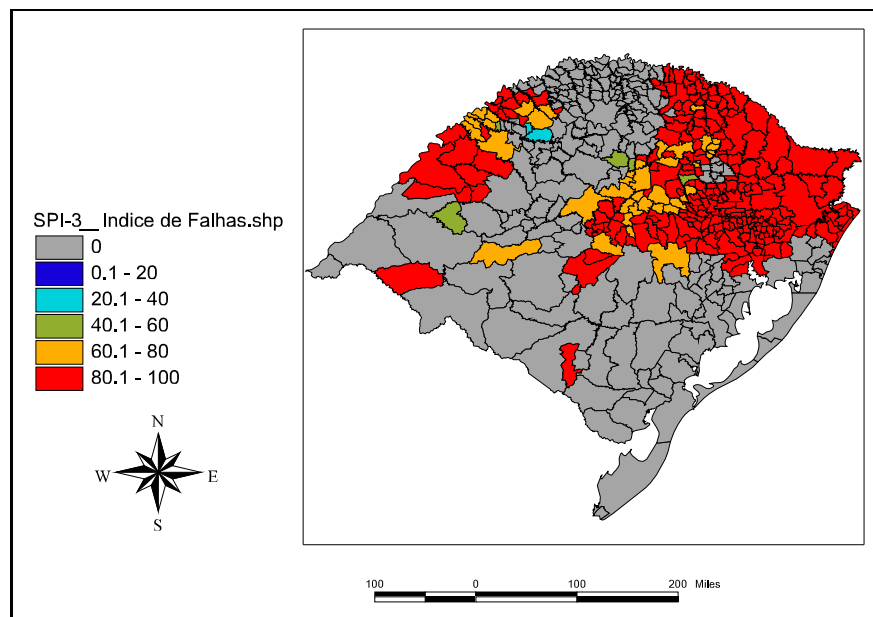 SPI-3__Indice de Falhas.shp
0
0.1 - 20
20.1 - 40
40.1 - 60
60.1 - 80
80.1 - 100
N
W E
S
100 0 100 200 Miles